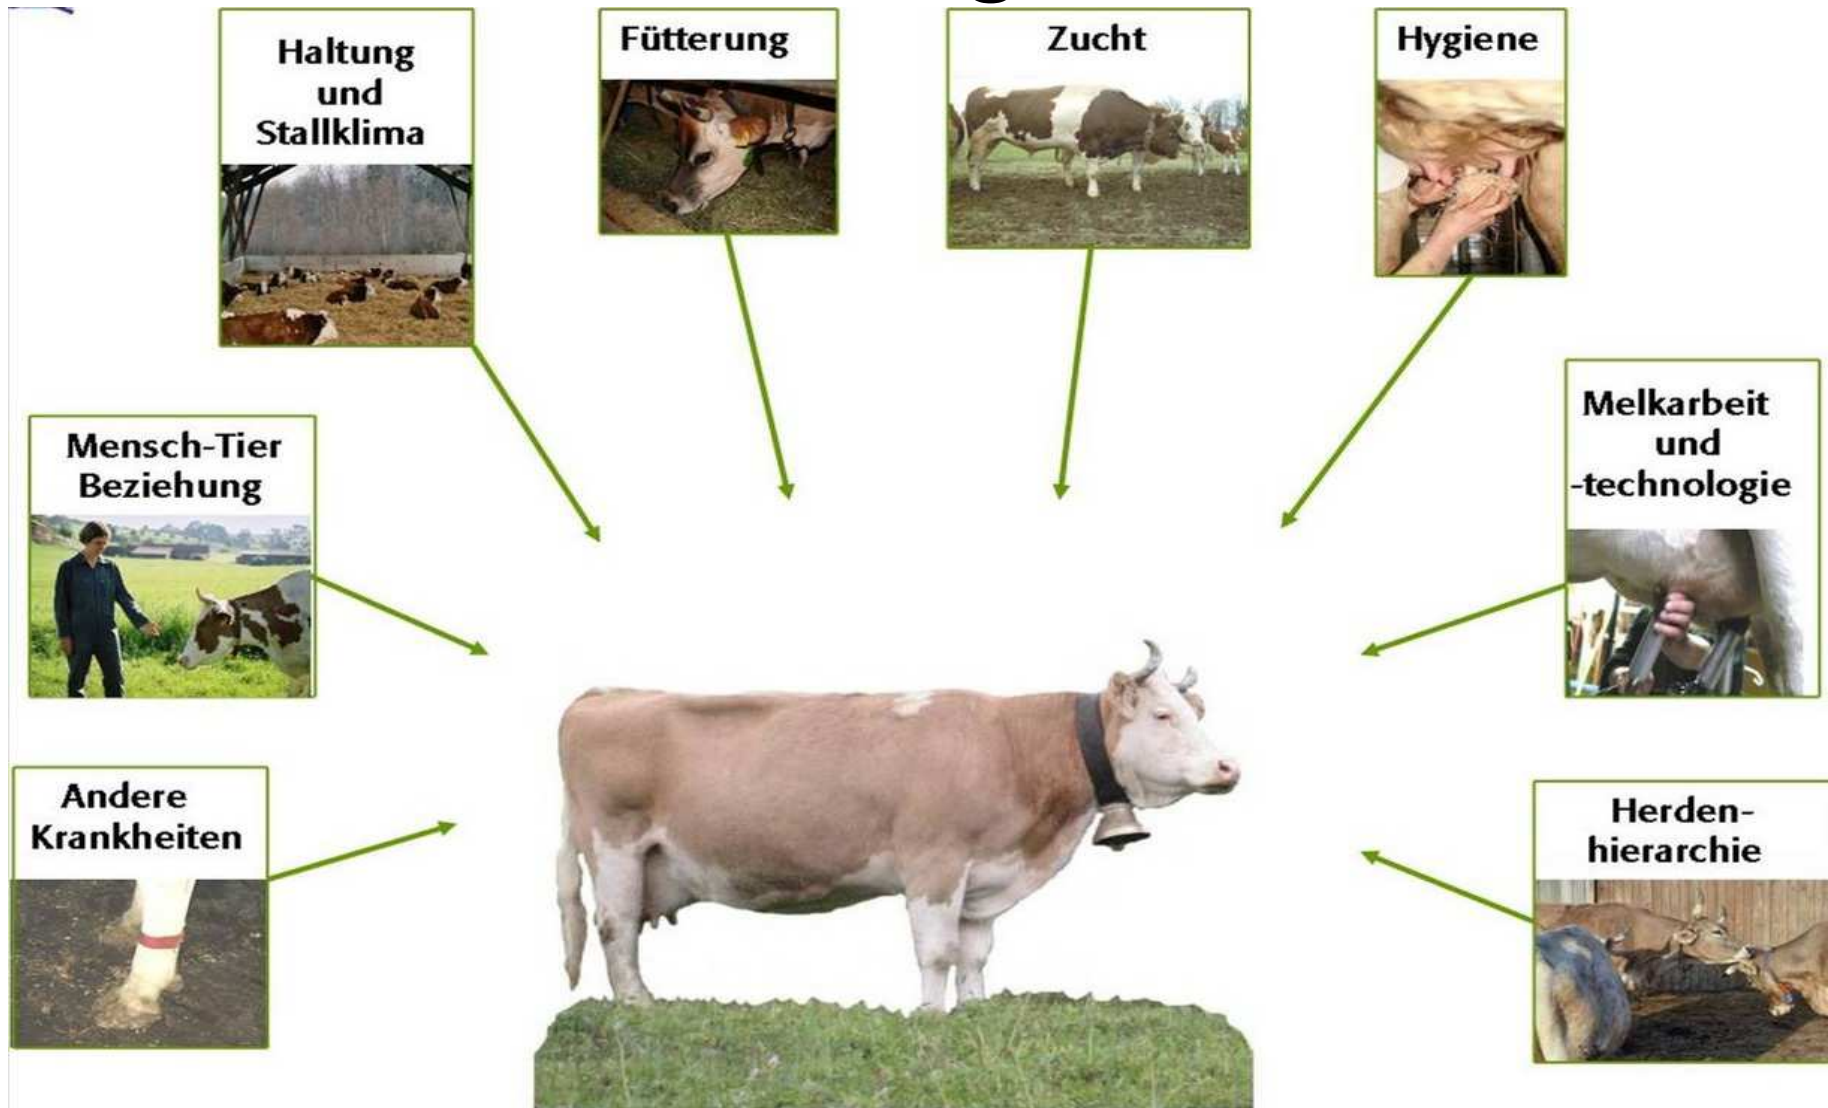 Haltung
und
Stallklima
Fütterung
Zucht
Hygiene
Mensch-Tier
Beziehung
Melkarbeit
und
-technologie
Andere
Krankheiten
Herden-
hierarchie